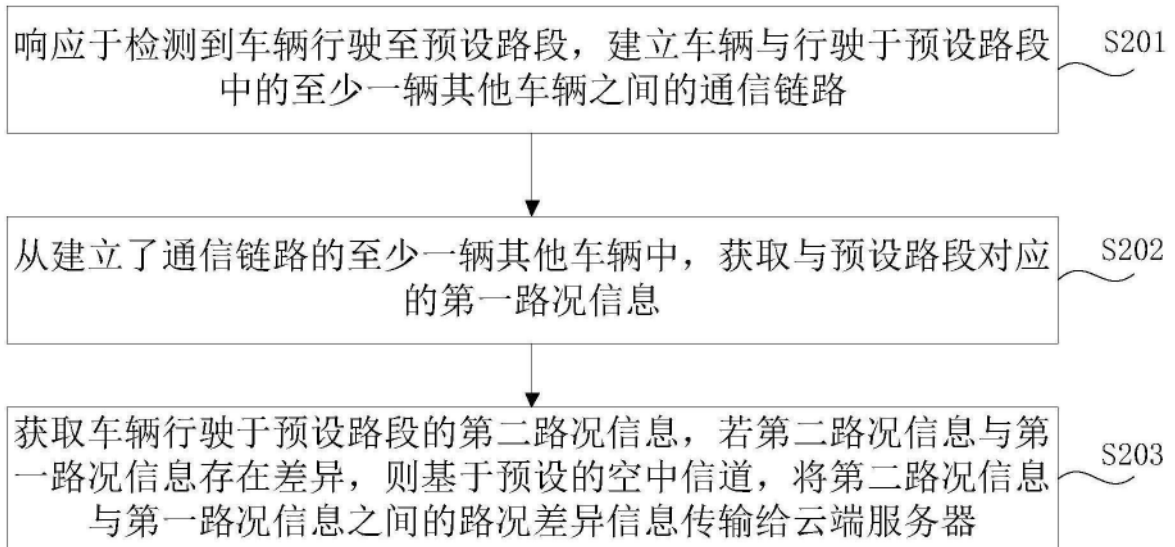 响应于检测到车辆行驶至预设路段，建立车辆与行驶于预设路段
中的至少一辆其他车辆之间的通信链路
S201
从建立了通信链路的至少一辆其他车辆中，获取与预设路段对应
的第一路况信息
S202
获取车辆行驶于预设路段的第二路况信息，若第二路况信息与第
一路况信息存在差异，则基于预设的空中信道，将第二路况信息
与第一路况信息之间的路况差异信息传输给云端服务器
S203